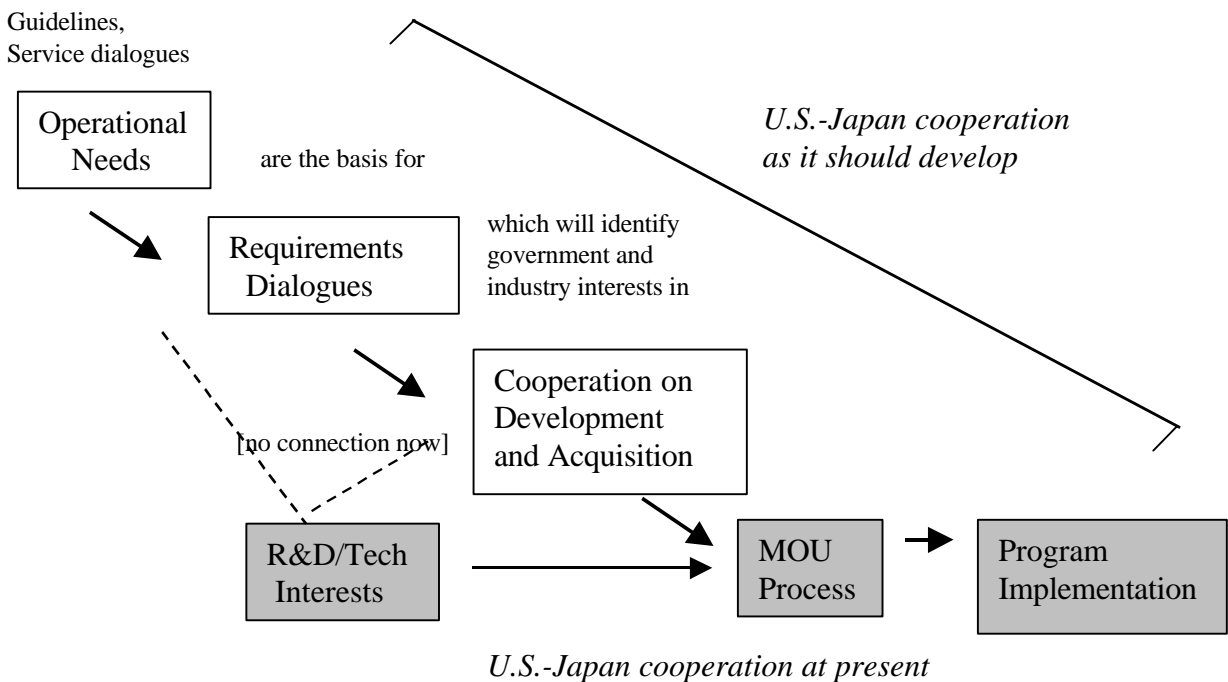 Guidelines,
Service dialogues
Operational
Needs
are the basis for
U.S.-Japan cooperation
as it should develop
Requirements
Dialogues
which will identify
government and
industry interests in
Cooperation on
Development
and Acquisition
[no connection now]
R&D/Tech
Interests
MOU
Process
Program
Implementation
U.S.-Japan cooperation at present